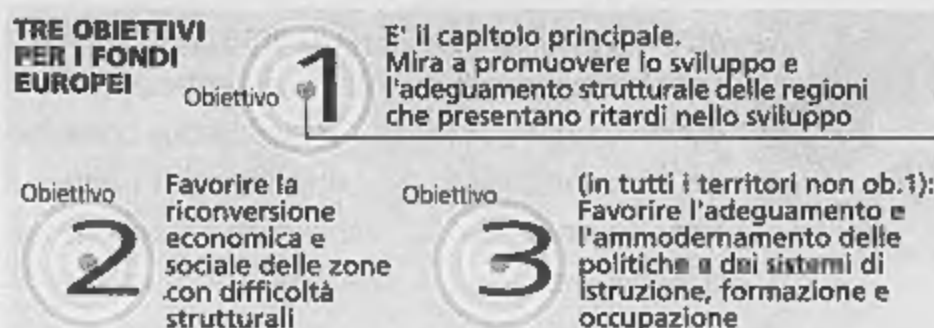 TRE OBIETTIVI
PER I FONDI
EUROPEI
Obiettivo 1
E' il capitolo principale.
Mira a promuovere lo sviluppo e
l'adeguamento strutturale delle regioni
che presentano ritardi nello sviluppo
Obiettivo
2
Favorire la
riconversione
economica e
sociale delle zone
con difficoltà
strutturali
Obiettivo
3
(in tutti i territori non ob.1):
Favorire l'adeguamento e
l'ammodernamento delle
politiche e dei sistemi di
istruzione, formazione e
occupazione